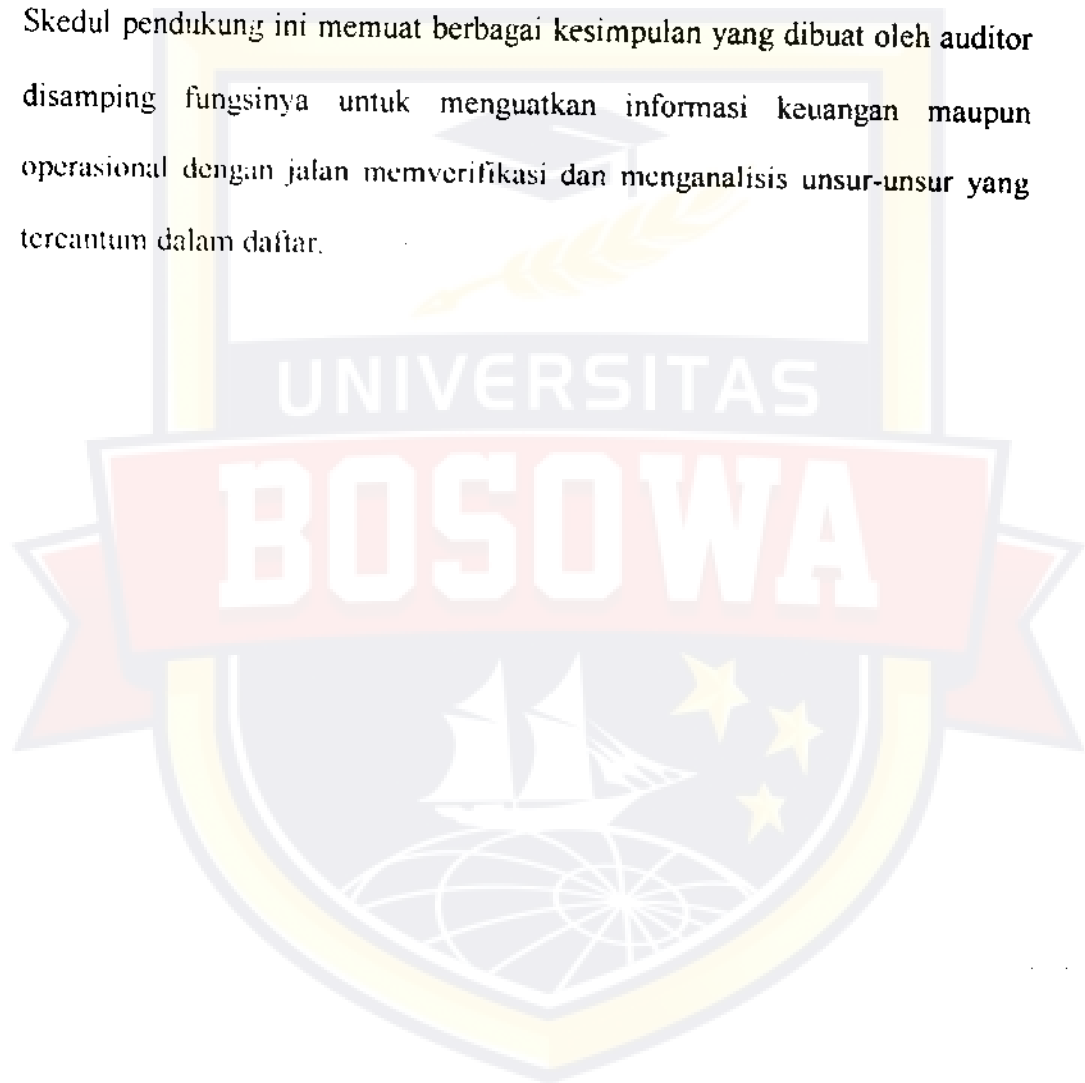 Skedul pendukung ini memuat berbagai kesimpulan yang dibuat oleh auditor
disamping fungsinya untuk menguatkan informasi keuangan maupun
operasional dengan jalan memverifikasi dan menganalisis unsur-unsur yang
tercantum dalam daftar.
UNIVERSITAS
BOSOWA